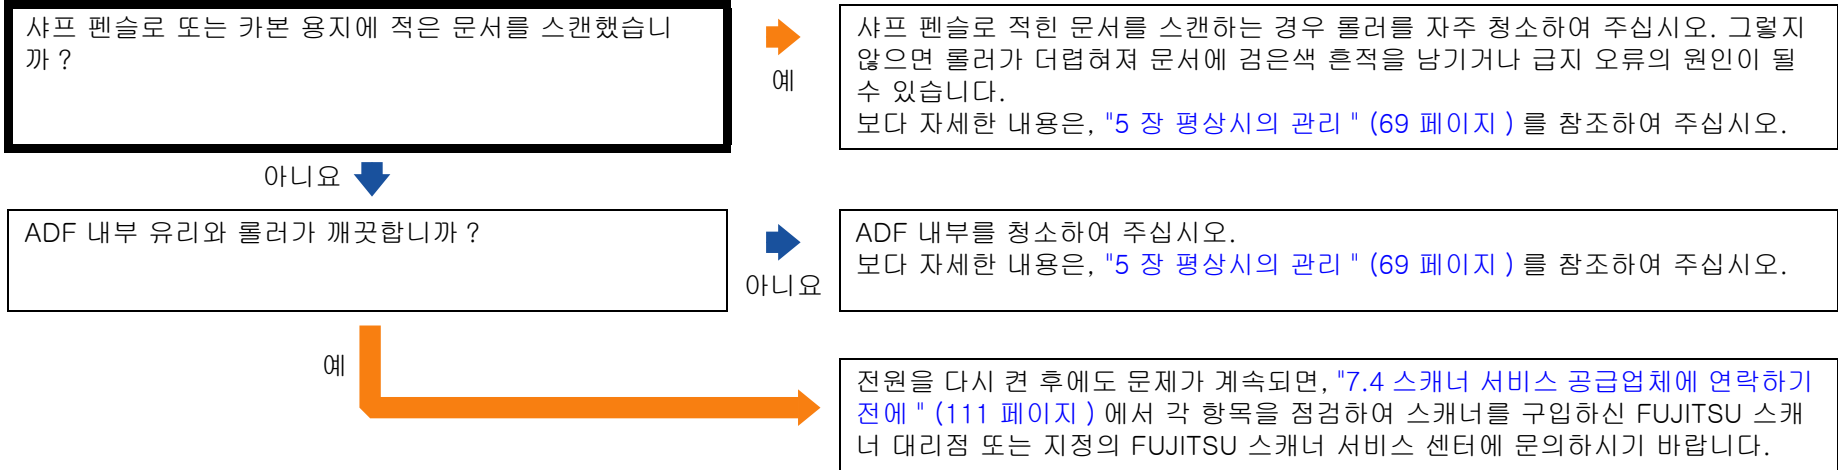 샤프 펜슬로 또는 카본 용지에 적은 문서를 스캔했습니
까 ?
예
샤프 펜슬로 적힌 문서를 스캔하는 경우 롤러를 자주 청소하여 주십시오. 그렇지
않으면 롤러가 더럽혀져 문서에 검은색 흔적을 남기거나 급지 오류의 원인이 될
수 있습니다.
보다 자세한 내용은, "5 장 평상시의 관리 " (69 페이지 ) 를 참조하여 주십시오.
아니요
ADF 내부 유리와 롤러가 깨끗합니까 ?
아니요
ADF 내부를 청소하여 주십시오.
보다 자세한 내용은, "5 장 평상시의 관리 " (69 페이지 ) 를 참조하여 주십시오.
예
전원을 다시 켠 후에도 문제가 계속되면, "7.4 스캐너 서비스 공급업체에 연락하기
전에 " (111 페이지 ) 에서 각 항목을 점검하여 스캐너를 구입하신 FUJITSU 스캐
너 대리점 또는 지정의 FUJITSU 스캐너 서비스 센터에 문의하시기 바랍니다.